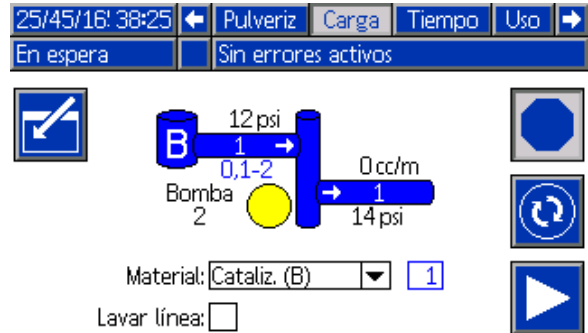 25/45/16! 38:25 Pulveriz Carga Tiempo Uso
En espera Sin errores activos
12 psi
B 1
0,1-2
0 cc/m
Bomba 1
2 14 psi
Material: Cataliz. (B) 1
Lavar línea: